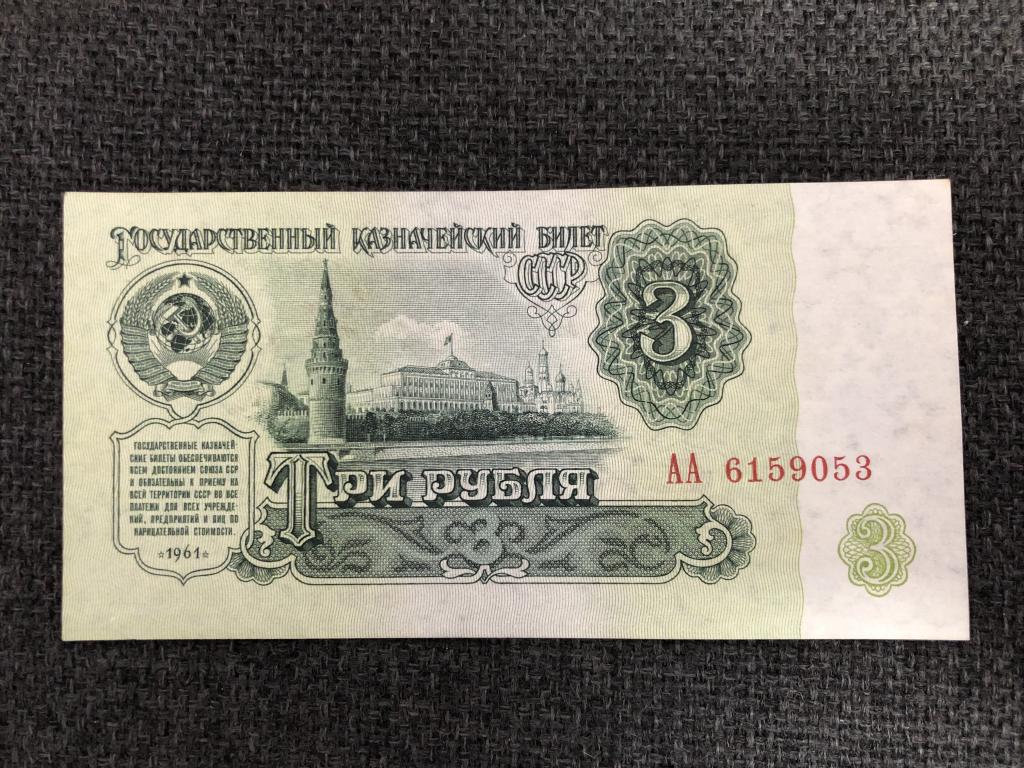 ГОСУДАРСТВЕННЫЙ КАЗНАЧЕЙСКИЙ БИЛЕТ
СССР
3
ГОСУДАРСТВЕННЫЕ КАЗНАЧЕЙ-
СКИЕ БИЛЕТЫ ОБЕСПЕЧИВАЮТСЯ
ВСЕМ ДОСТОЯНИЕМ СОЮЗА ССР
И ОБЯЗАТЕЛЬНЫ К ПРИЕМУ НА
ВСЕЙ ТЕРРИТОРИИ СССР ВО ВСЕ
ПЛАТЕЖИ ДЛЯ ВСЕХ УЧРЕЖДЕ-
НИЙ, ПРЕДПРИЯТИЙ И ЛИЦ ПО
НАРИЦАТЕЛЬНОЙ СТОИМОСТИ.
☆1961☆
ТРИ РУБЛЯ
АА 6159053
3
3